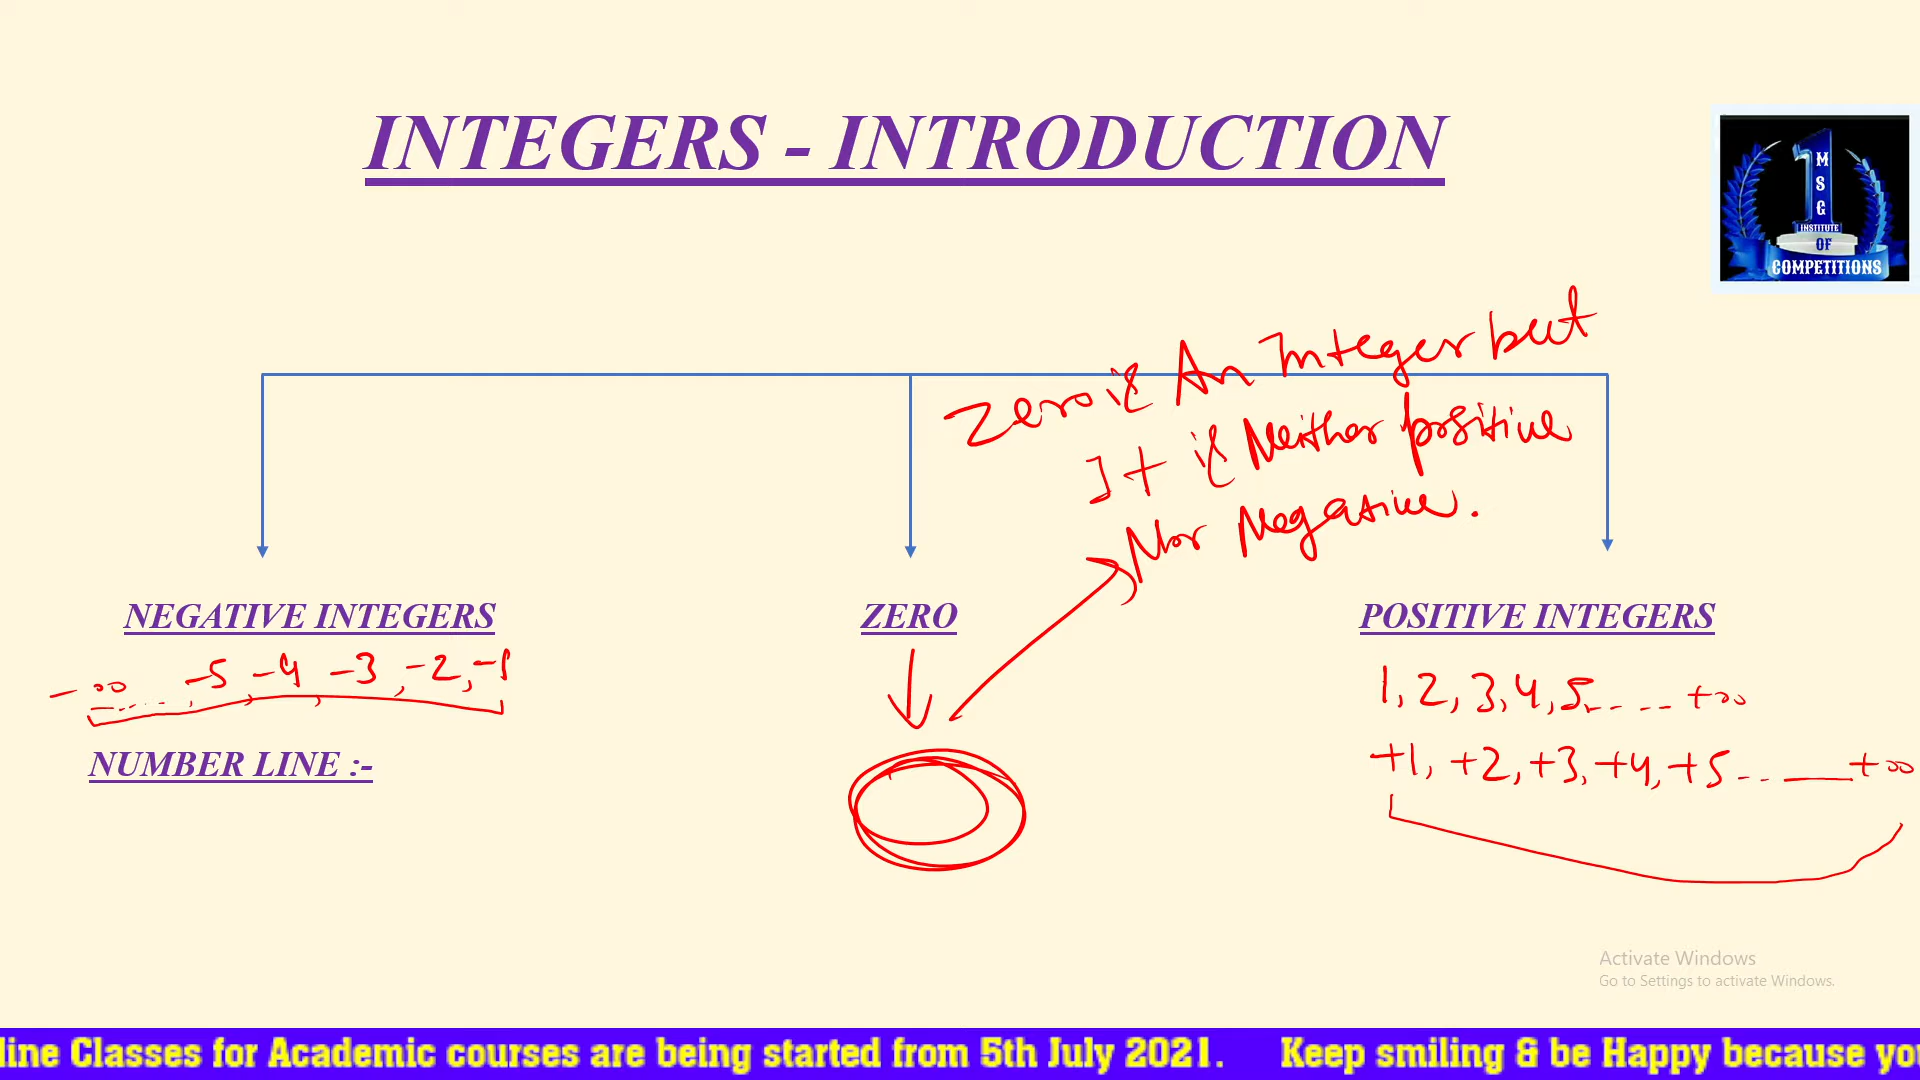 INTEGERS - INTRODUCTION
1
M
S
G
INSTITUTE
OF
COMPETITIONS
Zero is An Integer but
It is Neither positive
Nor Negative.
NEGATIVE INTEGERS
ZERO
POSITIVE INTEGERS
-∞ ....., -5, -4, -3, -2, -1
1, 2, 3, 4, 5, ..... +∞
NUMBER LINE :-
+1, +2, +3, +4, +5 ... +∞
Activate Windows
Go to Settings to activate Windows.
line Classes for Academic courses are being started from 5th July 2021. Keep smiling & be Happy because yo